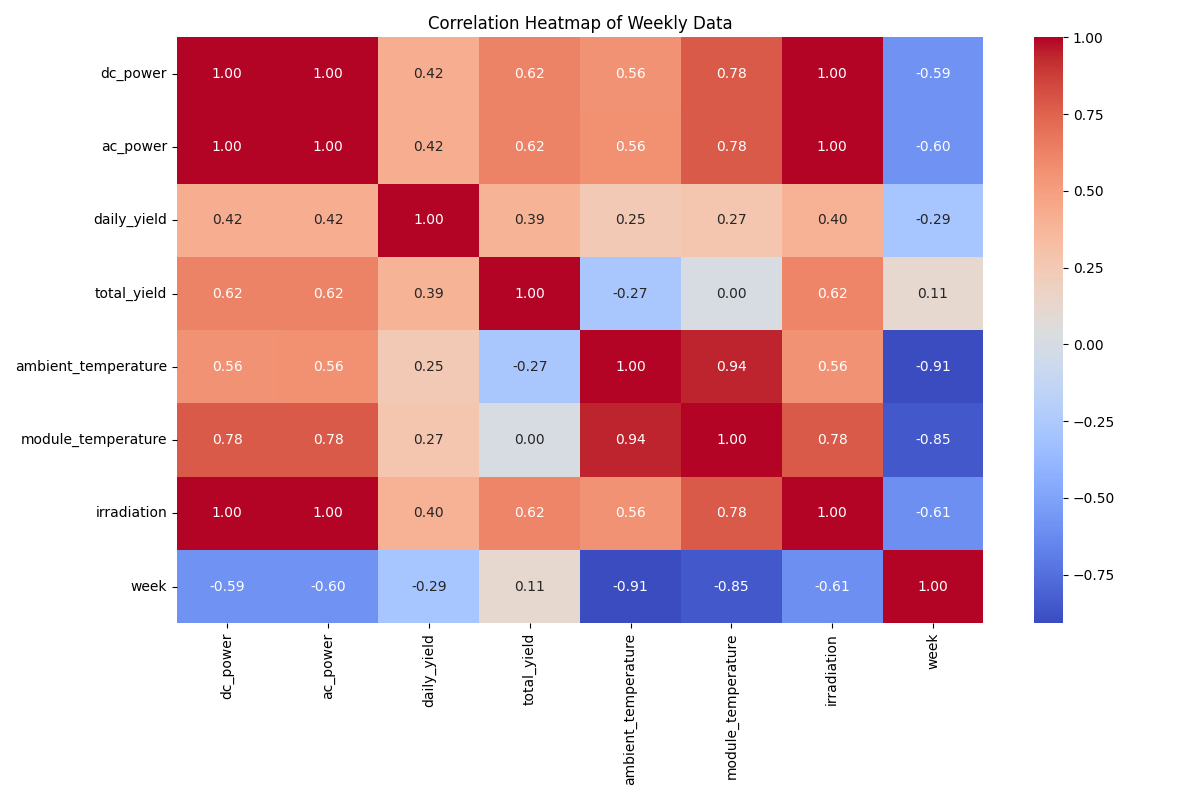 Correlation Heatmap of Weekly Data
dc_power 1.00 1.00 0.42 0.62 0.56 0.78 1.00 -0.59
ac_power 1.00 1.00 0.42 0.62 0.56 0.78 1.00 -0.60
daily_yield 0.42 0.42 1.00 0.39 0.25 0.27 0.40 -0.29
total_yield 0.62 0.62 0.39 1.00 -0.27 0.00 0.62 0.11
ambient_temperature 0.56 0.56 0.25 -0.27 1.00 0.94 0.56 -0.91
module_temperature 0.78 0.78 0.27 0.00 0.94 1.00 0.78 -0.85
irradiation 1.00 1.00 0.40 0.62 0.56 0.78 1.00 -0.61
week -0.59 -0.60 -0.29 0.11 -0.91 -0.85 -0.61 1.00
dc_power
ac_power
daily_yield
total_yield
ambient_temperature
module_temperature
irradiation
week
1.00
0.75
0.50
0.25
0.00
−0.25
−0.50
−0.75